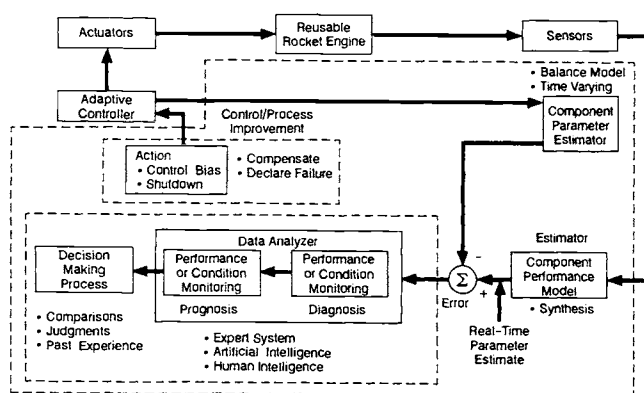 Actuators
Reusable
Rocket Engine
Sensors
• Balance Model
• Time Varying
Adaptive
Controller
Control/Process
Improvement
Component
Parameter
Estimator
Action
• Control Bias
• Shutdown
• Compensate
• Declare Failure
Data Analyzer
Estimator
Decision
Making
Process
Performance
or Condition
Monitoring
Performance
or Condition
Monitoring
-
Σ
+
Error
Component
Performance
Model
Prognosis
Diagnosis
• Synthesis
• Comparisons
• Judgments
• Past Experience
• Expert System
• Artificial Intelligence
• Human Intelligence
Real-Time
Parameter
Estimate